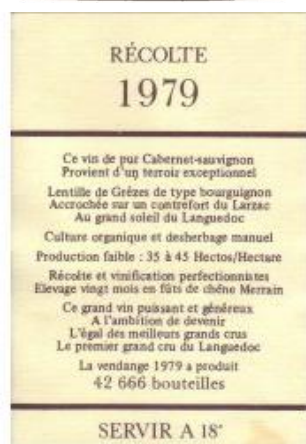 RÉCOLTE
1979
Ce vin de pur Cabernet-sauvignon
Provient d'un terroir exceptionnel
Lentille de Grèzes de type bourguignon
Accrochée sur un contrefort du Larzac
Au grand soleil du Languedoc
Culture organique et desherbage manuel
Production faible : 35 à 45 Hectos/Hectare
Récolte et vinification perfectionnistes
Elevage vingt mois en fûts de chêne Merrain
Ce grand vin puissant et généreux
A l'ambition de devenir
L'égal des meilleurs grands crus
Le premier grand cru du Languedoc
La vendange 1979 a produit
42 666 bouteilles
SERVIR A 18°